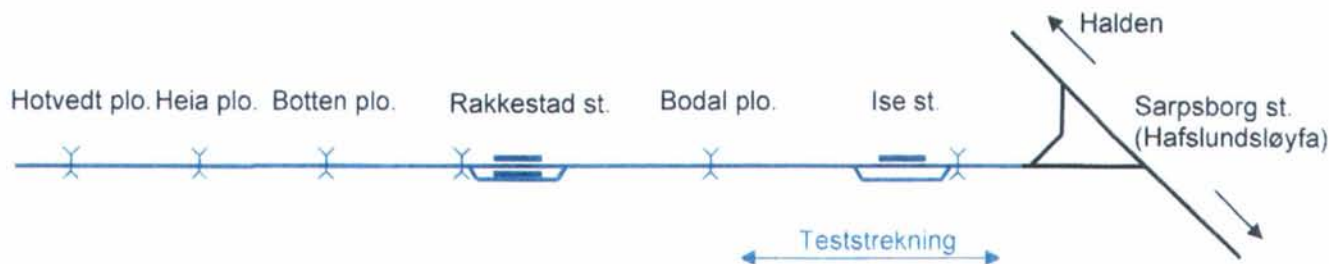 Halden
Hotvedt plo. Heia plo. Botten plo. Rakkestad st. Bodal plo. Ise st. Sarpsborg st.
(Hafslundsløyfa)
Teststrekning